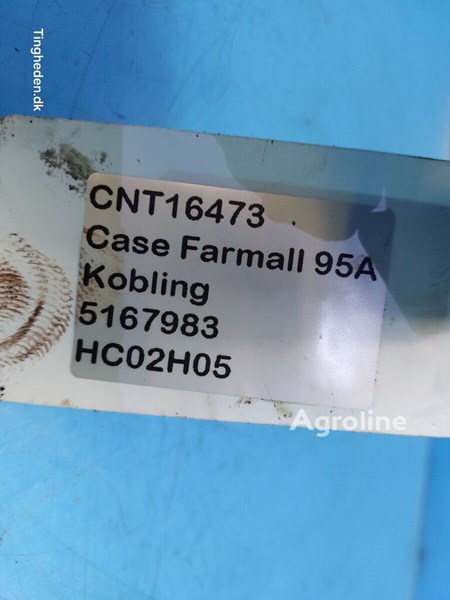 Tingheden.dk
CNT16473
Case Farmall 95A
Kobling
5167983
HC02H05
Agroline